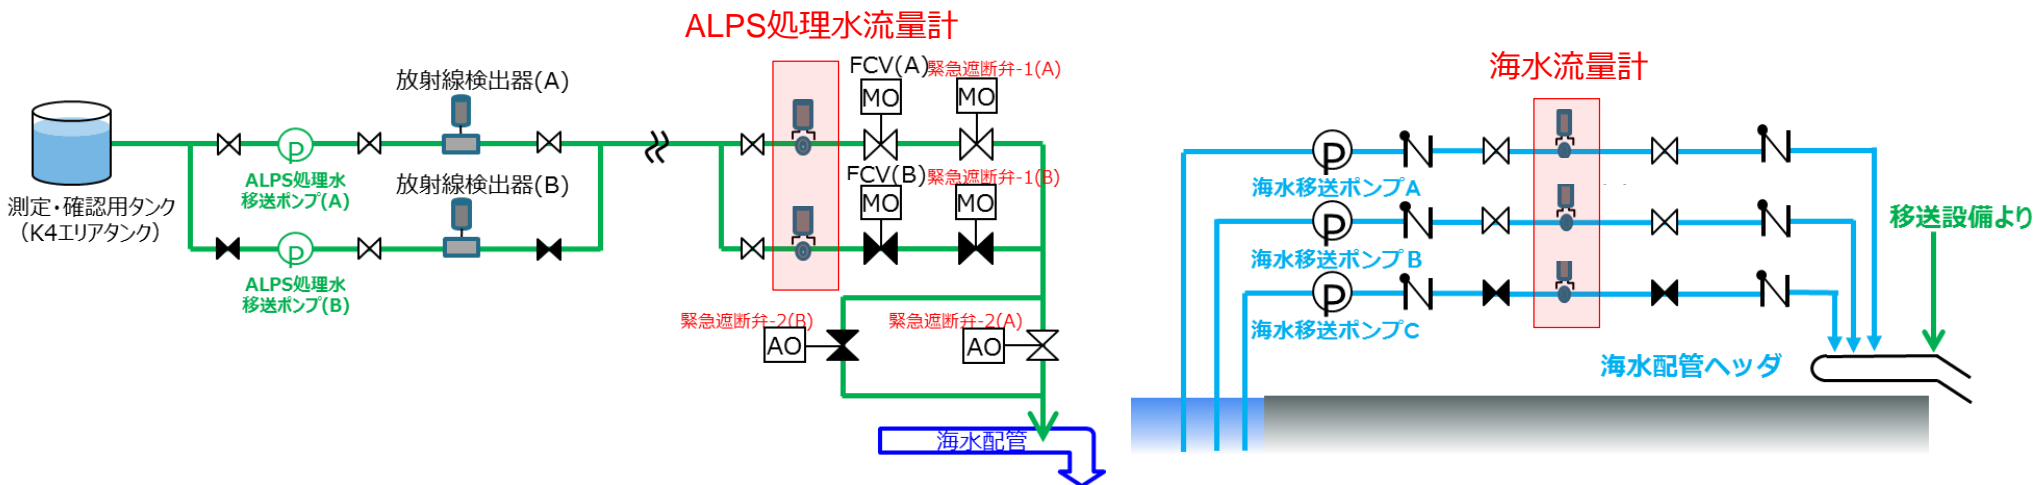 ALPS処理水流量計
放射線検出器(A)
FCV(A)
緊急遮断弁-1(A)
MO
MO
P
ALPS処理水
移送ポンプ(A)
放射線検出器(B)
FCV(B)
緊急遮断弁-1(B)
MO
MO
測定・確認用タンク
（K4エリアタンク）
P
ALPS処理水
移送ポンプ(B)
緊急遮断弁-2(B)
緊急遮断弁-2(A)
AO
AO
海水配管
海水流量計
P
海水移送ポンプA
P
海水移送ポンプB
P
海水移送ポンプC
移送設備より
海水配管ヘッダ